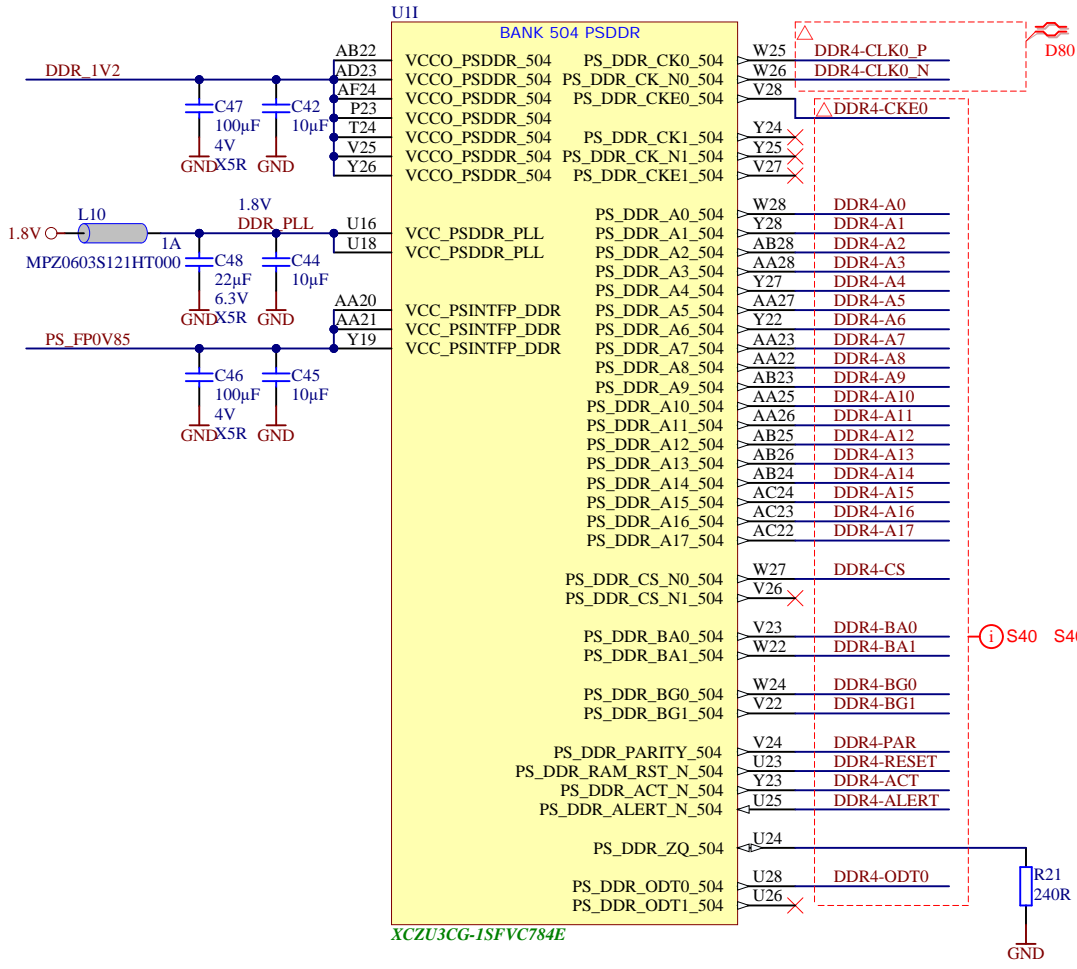 U1I
BANK 504 PSDDR
DDR_1V2
C47
100µF
4V
X5R
GND
C42
10µF
GND
AB22 VCCO_PSDDR_504
AD23 VCCO_PSDDR_504
AF24 VCCO_PSDDR_504
P23 VCCO_PSDDR_504
T24 VCCO_PSDDR_504
V25 VCCO_PSDDR_504
Y26 VCCO_PSDDR_504
1.8V
L10
1A
MPZ0603S121HT000
1.8V
DDR_PLL
C48
22µF
6.3V
X5R
GND
C44
10µF
GND
U16 VCC_PSDDR_PLL
U18 VCC_PSDDR_PLL
PS_FP0V85
C46
100µF
4V
X5R
GND
C45
10µF
GND
AA20 VCC_PSINTFP_DDR
AA21 VCC_PSINTFP_DDR
Y19 VCC_PSINTFP_DDR
PS_DDR_CK0_504 W25 DDR4-CLK0_P
PS_DDR_CK_N0_504 W26 DDR4-CLK0_N
PS_DDR_CKE0_504 V28 DDR4-CKE0
PS_DDR_CK1_504 Y24
PS_DDR_CK_N1_504 Y25
PS_DDR_CKE1_504 V27
PS_DDR_A0_504 W28 DDR4-A0
PS_DDR_A1_504 Y28 DDR4-A1
PS_DDR_A2_504 AB28 DDR4-A2
PS_DDR_A3_504 AA28 DDR4-A3
PS_DDR_A4_504 Y27 DDR4-A4
PS_DDR_A5_504 AA27 DDR4-A5
PS_DDR_A6_504 Y22 DDR4-A6
PS_DDR_A7_504 AA23 DDR4-A7
PS_DDR_A8_504 AA22 DDR4-A8
PS_DDR_A9_504 AB23 DDR4-A9
PS_DDR_A10_504 AA25 DDR4-A10
PS_DDR_A11_504 AA26 DDR4-A11
PS_DDR_A12_504 AB25 DDR4-A12
PS_DDR_A13_504 AB26 DDR4-A13
PS_DDR_A14_504 AB24 DDR4-A14
PS_DDR_A15_504 AC24 DDR4-A15
PS_DDR_A16_504 AC23 DDR4-A16
PS_DDR_A17_504 AC22 DDR4-A17
PS_DDR_CS_N0_504 W27 DDR4-CS
PS_DDR_CS_N1_504 V26
PS_DDR_BA0_504 V23 DDR4-BA0
PS_DDR_BA1_504 W22 DDR4-BA1
PS_DDR_BG0_504 W24 DDR4-BG0
PS_DDR_BG1_504 V22 DDR4-BG1
PS_DDR_PARITY_504 V24 DDR4-PAR
PS_DDR_RAM_RST_N_504 U23 DDR4-RESET
PS_DDR_ACT_N_504 Y23 DDR4-ACT
PS_DDR_ALERT_N_504 U25 DDR4-ALERT
PS_DDR_ZQ_504 U24
PS_DDR_ODT0_504 U28 DDR4-ODT0
PS_DDR_ODT1_504 U26
D80
i S40
R21
240R
GND
XCZU3CG-1SFVC784E